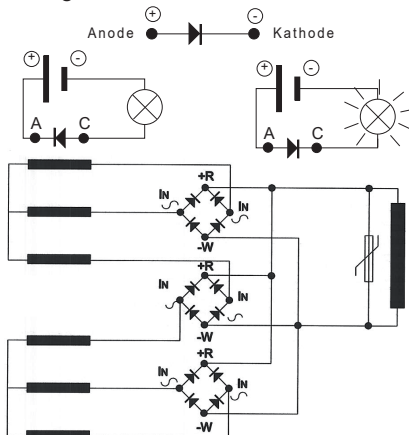 + -
Anode Kathode
+ - + -
A C A C
+R
IN IN
-W
+R
IN IN
-W
+R
IN IN
-W